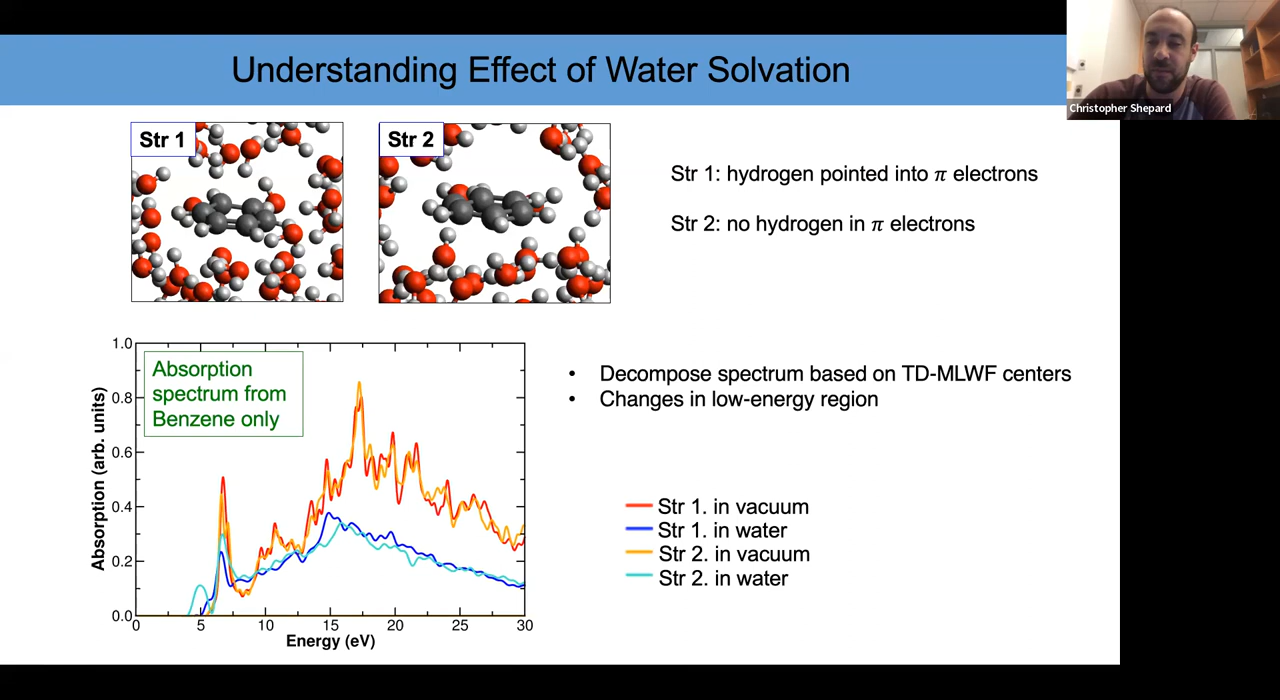 Understanding Effect of Water Solvation
Christopher Shepard
Str 1
Str 2
Str 1: hydrogen pointed into π electrons
Str 2: no hydrogen in π electrons
Absorption
spectrum from
Benzene only
Absorption (arb. units)
1.0
0.8
0.6
0.4
0.2
0.0
0 5 10 15 20 25 30
Energy (eV)
• Decompose spectrum based on TD-MLWF centers
• Changes in low-energy region
Str 1. in vacuum
Str 1. in water
Str 2. in vacuum
Str 2. in water